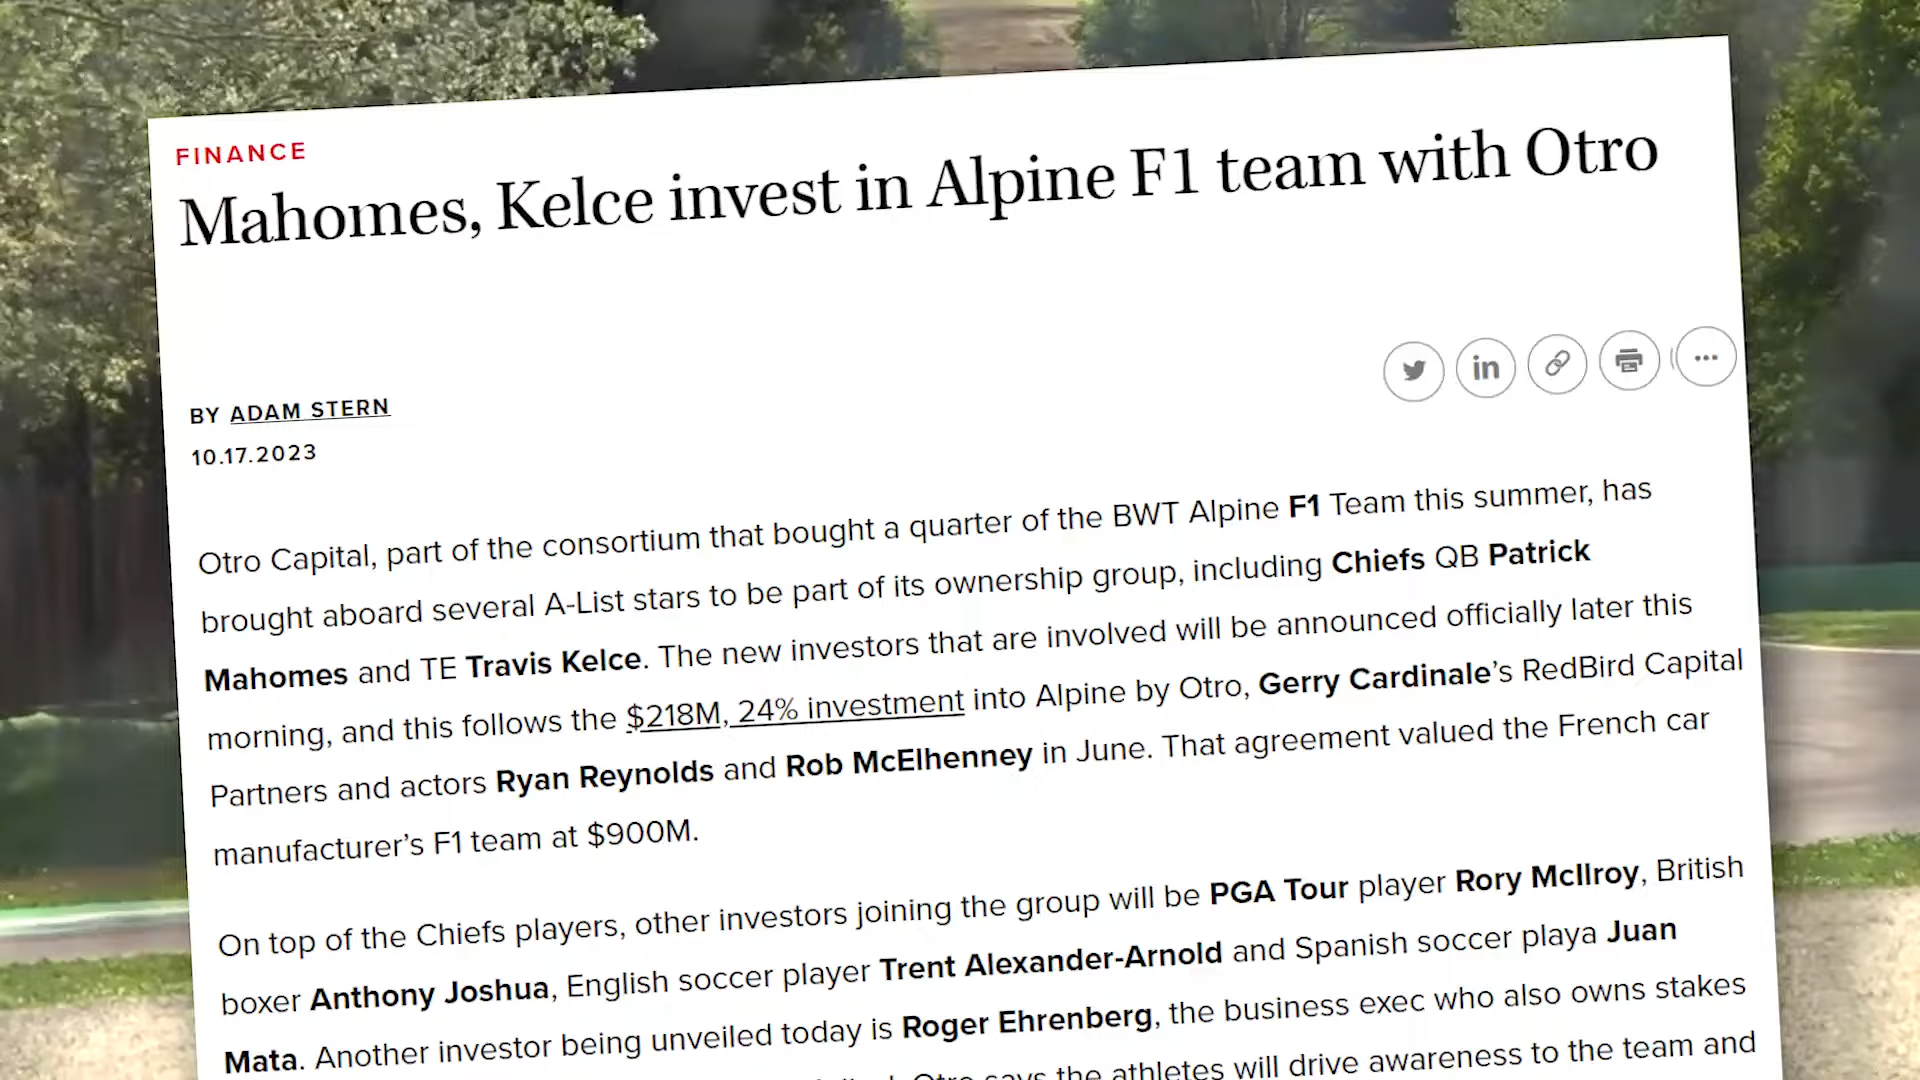 FINANCE
Mahomes, Kelce invest in Alpine F1 team with Otro
in
BY ADAM STERN
10.17.2023
Otro Capital, part of the consortium that bought a quarter of the BWT Alpine F1 Team this summer, has
brought aboard several A-List stars to be part of its ownership group, including Chiefs QB Patrick
Mahomes and TE Travis Kelce. The new investors that are involved will be announced officially later this
morning, and this follows the $218M, 24% investment into Alpine by Otro, Gerry Cardinale’s RedBird Capital
Partners and actors Ryan Reynolds and Rob McElhenney in June. That agreement valued the French car
manufacturer’s F1 team at $900M.
On top of the Chiefs players, other investors joining the group will be PGA Tour player Rory McIlroy, British
boxer Anthony Joshua, English soccer player Trent Alexander-Arnold and Spanish soccer playa Juan
Mata. Another investor being unveiled today is Roger Ehrenberg, the business exec who also owns stakes
Otro says the athletes will drive awareness to the team and